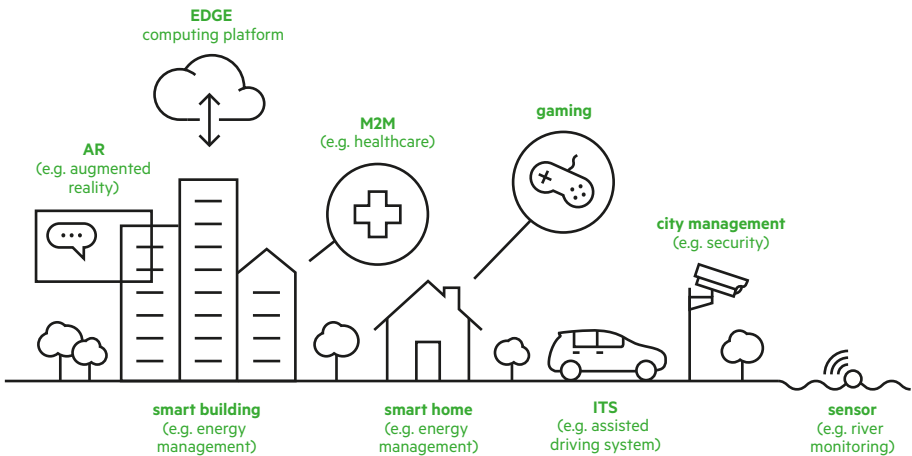 EDGE
computing platform
AR
(e.g. augmented
reality)
M2M
(e.g. healthcare)
gaming
city management
(e.g. security)
smart building
(e.g. energy
management)
smart home
(e.g. energy
management)
ITS
(e.g. assisted
driving system)
sensor
(e.g. river
monitoring)